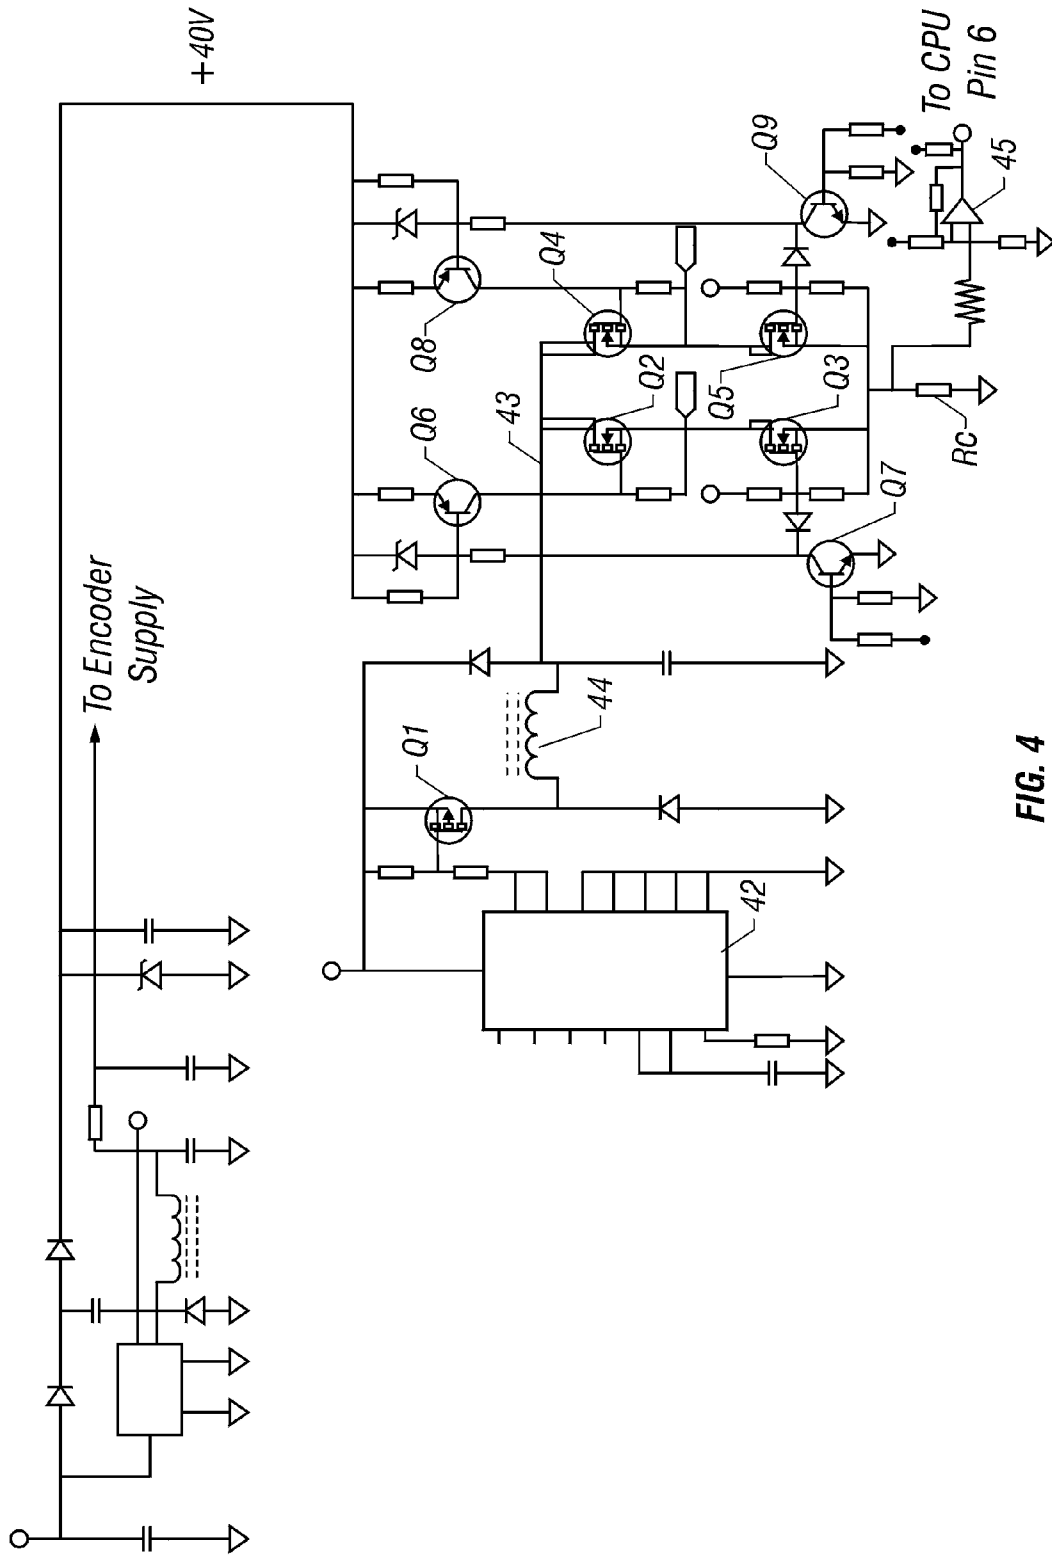 +40V
To Encoder
Supply
Q1
44
42
43
Q6
Q8
Q2
Q4
Q5
Q3
Q7
Q9
Rc
45
To CPU
Pin 6
FIG. 4